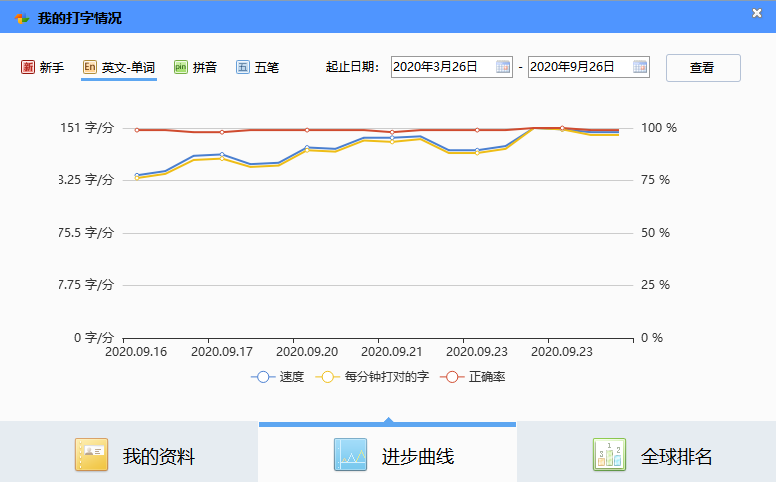 我的打字情况
新 新手 En 英文-单词 pin 拼音 五 五笔 起止日期: 2020年3月26日 - 2020年9月26日 查看
151 字/分 100 %
3.25 字/分 75 %
75.5 字/分 50 %
7.75 字/分 25 %
0 字/分 0 %
2020.09.16 2020.09.17 2020.09.20 2020.09.21 2020.09.23 2020.09.23
速度 每分钟打对的字 正确率
我的资料 进步曲线 3 1 2 全球排名